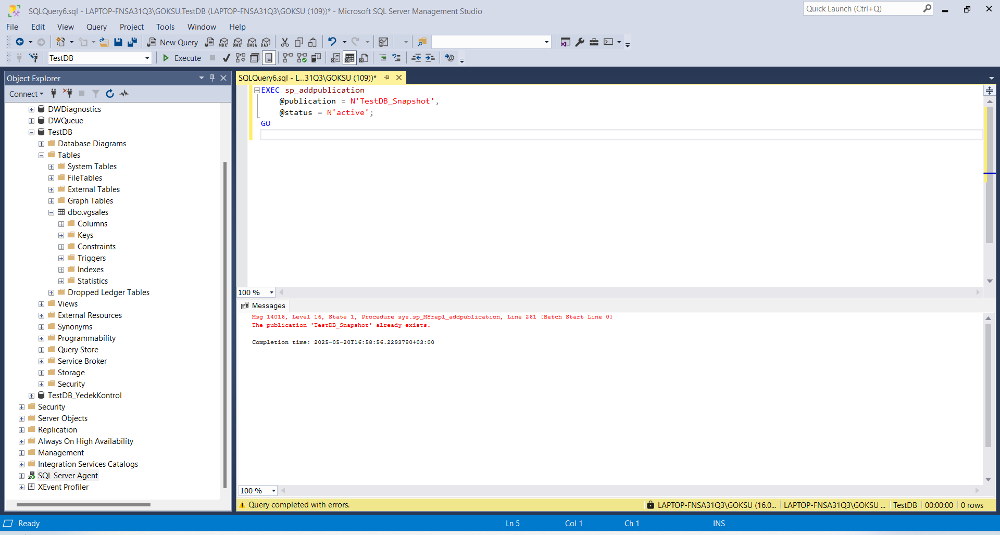 SQLQuery6.sql - LAPTOP-FNSA31Q3\GOKSU.TestDB (LAPTOP-FNSA31Q3\GOKSU (109))* - Microsoft SQL Server Management Studio
Quick Launch (Ctrl+Q)
File Edit View Query Project Tools Window Help
New Query MDX DMX XMLA DAX
TestDB Execute
Object Explorer
Connect
DWDiagnostics
DWQueue
TestDB
Database Diagrams
Tables
System Tables
FileTables
External Tables
Graph Tables
dbo.vgsales
Columns
Keys
Constraints
Triggers
Indexes
Statistics
Dropped Ledger Tables
Views
External Resources
Synonyms
Programmability
Query Store
Service Broker
Storage
Security
TestDB_YedekKontrol
Security
Server Objects
Replication
Always On High Availability
Management
Integration Services Catalogs
SQL Server Agent
XEvent Profiler
SQLQuery6.sql - L...31Q3\GOKSU (109))*
EXEC sp_addpublication
@publication = N'TestDB_Snapshot',
@status = N'active';
GO
100 %
Messages
Msg 14016, Level 16, State 1, Procedure sys.sp_MSrepl_addpublication, Line 261 [Batch Start Line 0]
The publication 'TestDB_Snapshot' already exists.
Completion time: 2025-05-20T16:58:56.2293780+03:00
100 %
Query completed with errors.
LAPTOP-FNSA31Q3\GOKSU (16.0... LAPTOP-FNSA31Q3\GOKSU ... TestDB 00:00:00 0 rows
Ready Ln 5 Col 1 Ch 1 INS